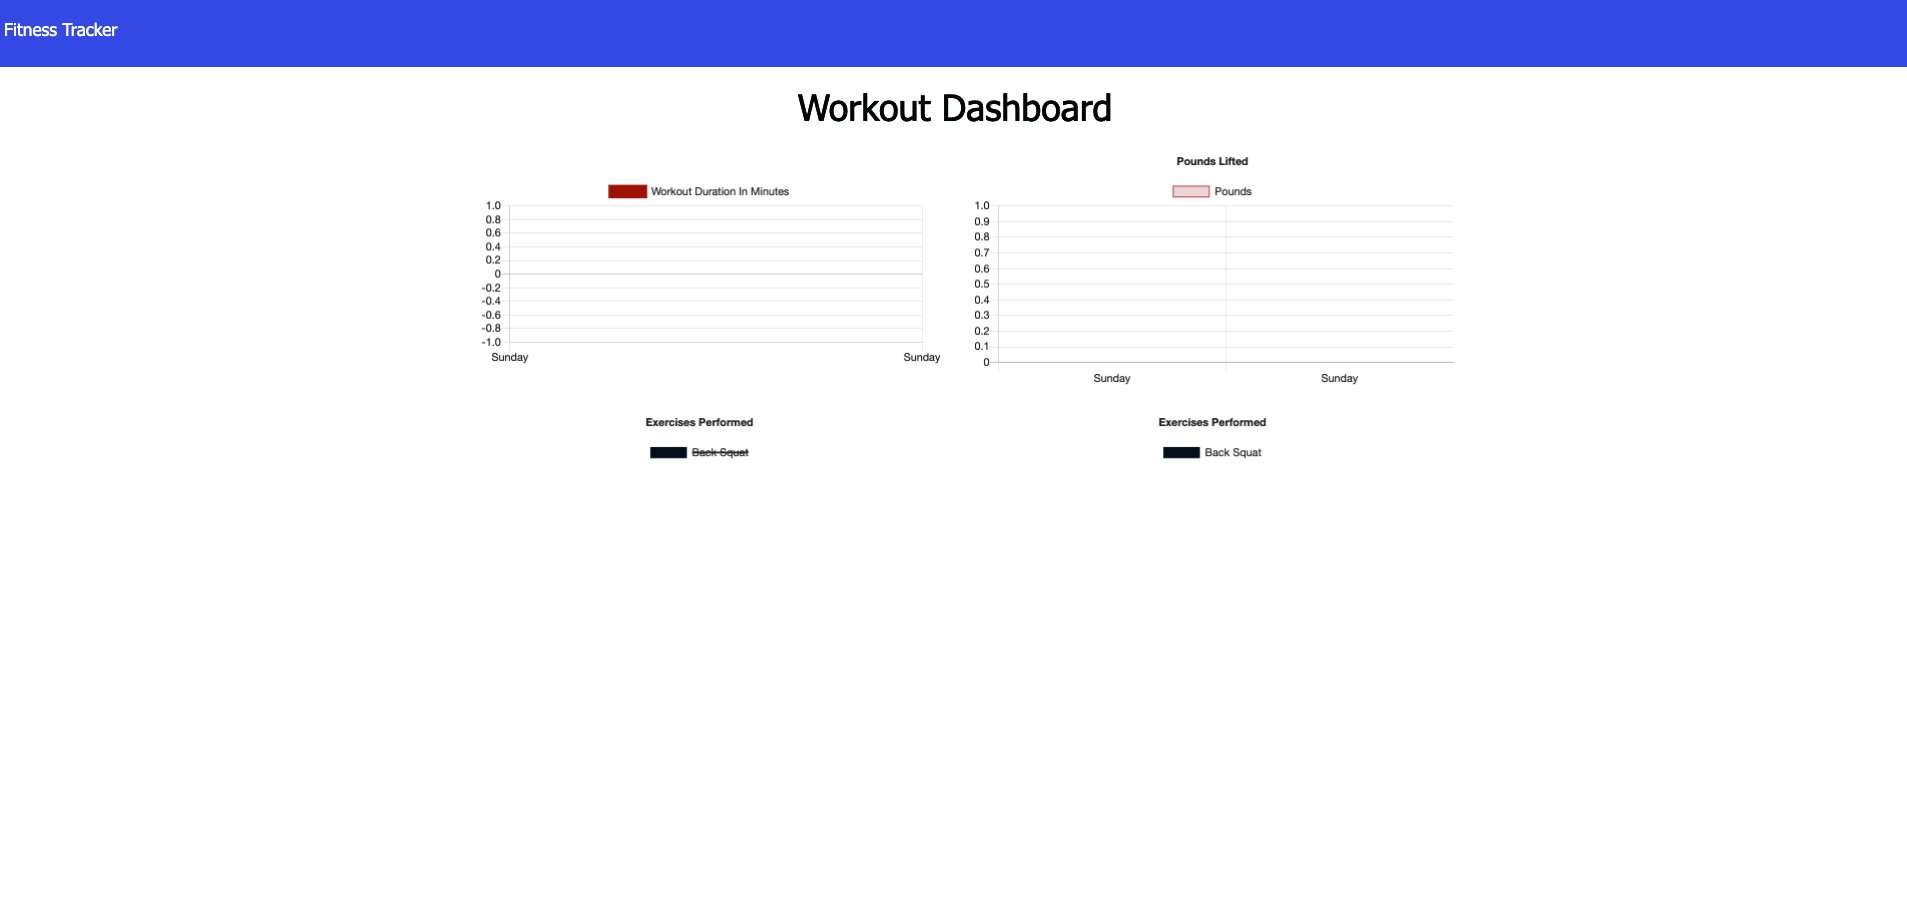 Fitness Tracker
Workout Dashboard
Workout Duration In Minutes
1.0
0.8
0.6
0.4
0.2
0
-0.2
-0.4
-0.6
-0.8
-1.0
Sunday Sunday
Pounds Lifted
Pounds
1.0
0.9
0.8
0.7
0.6
0.5
0.4
0.3
0.2
0.1
0
Sunday Sunday
Exercises Performed
Back Squat
Exercises Performed
Back Squat